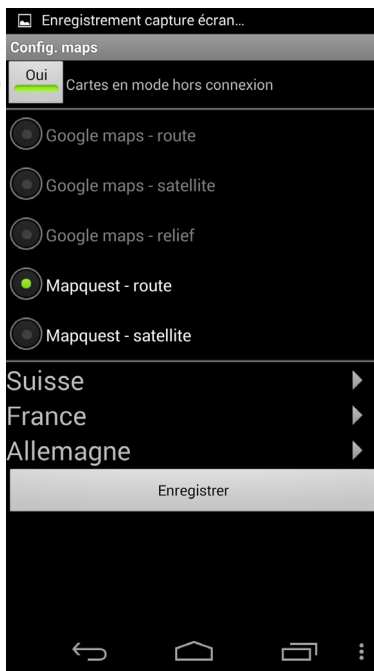 Enregistrement capture écran...
Config. maps
Oui
Cartes en mode hors connexion
Google maps - route
Google maps - satellite
Google maps - relief
Mapquest - route
Mapquest - satellite
Suisse
France
Allemagne
Enregistrer